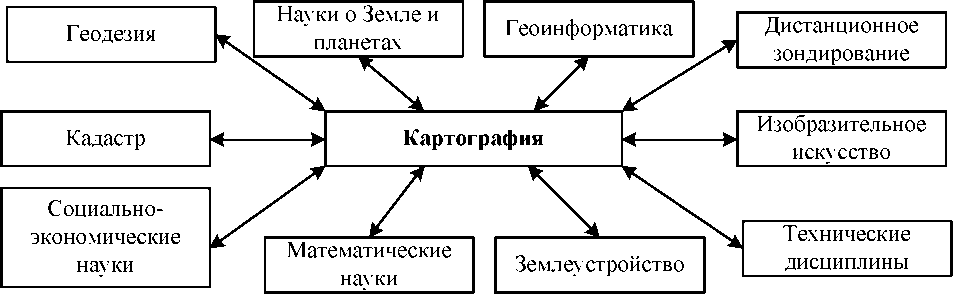 Геодезия
Науки о Земле и
планетах
Геоинформатика
Дистанционное
зондирование
Кадастр
Картография
Изобразительное
искусство
Социально-
экономические
науки
Математические
науки
Землеустройство
Технические
дисциплины